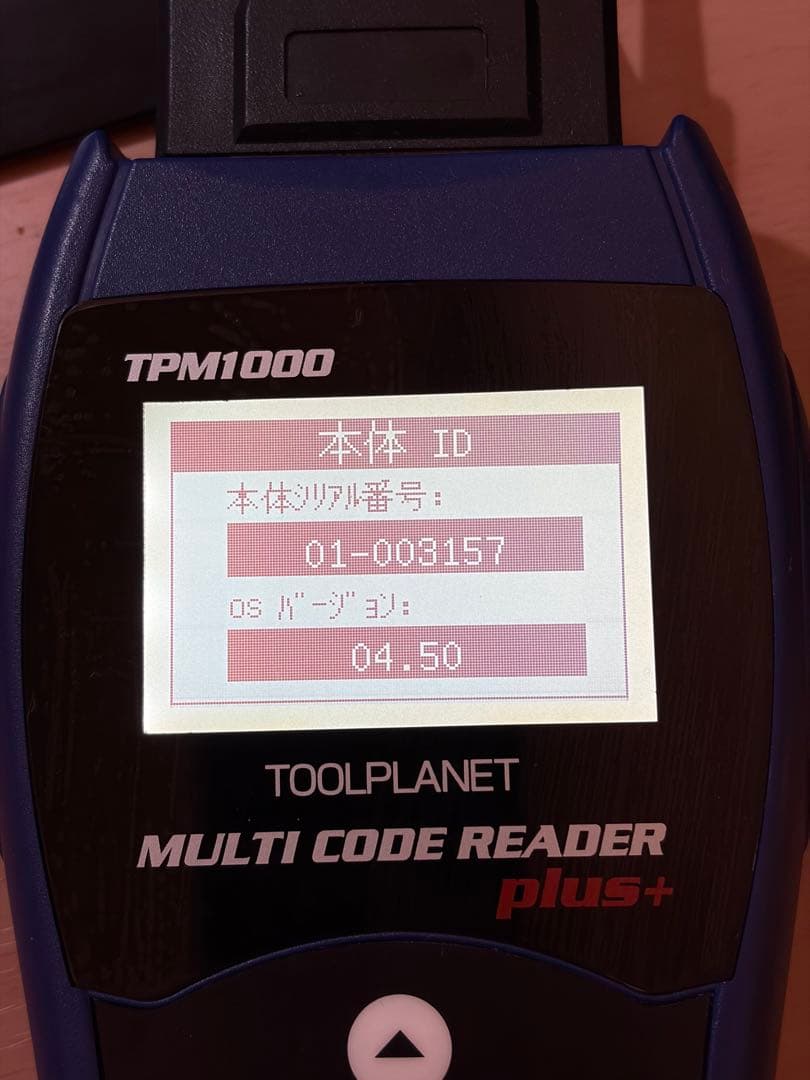 TPM1000
本体 ID
本体ｼﾘｱﾙ番号:
01-003157
OS ﾊﾞｰｼﾞｮﾝ:
04.50
TOOLPLANET
MULTI CODE READER
plus+